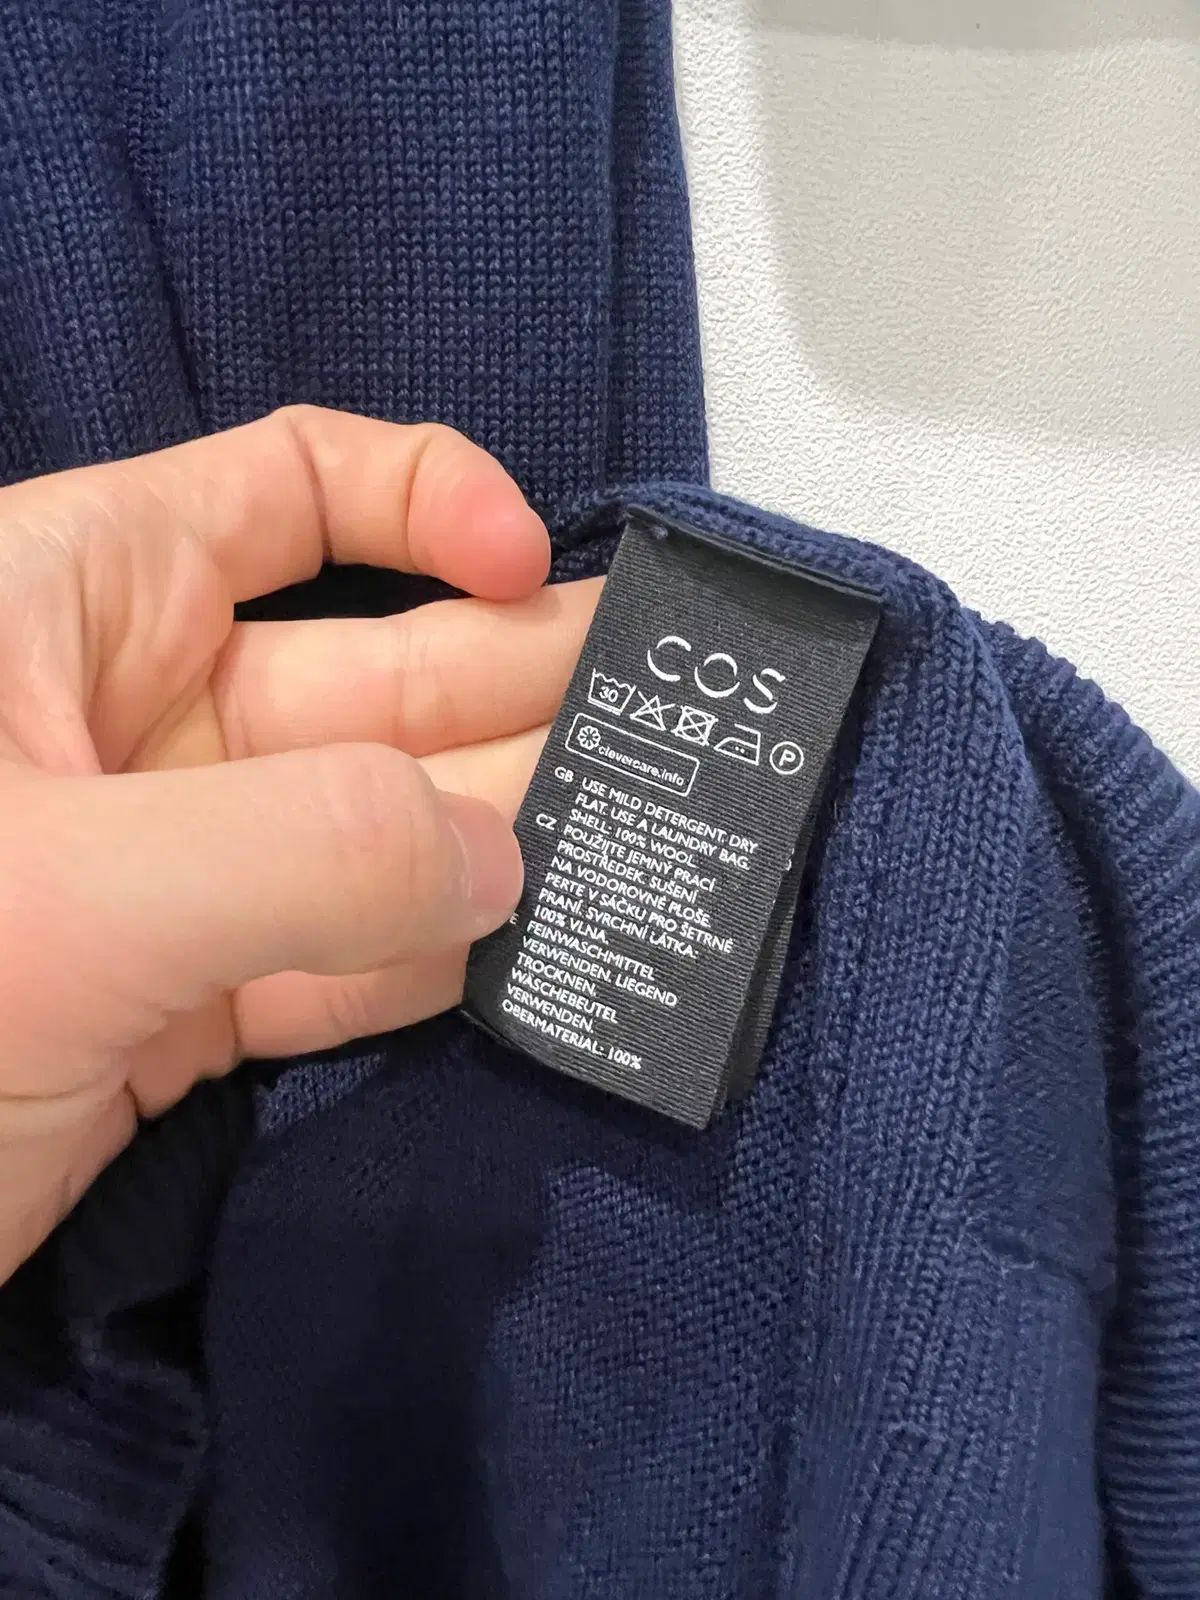 COS
30
P
clevercare.info
GB USE MILD DETERGENT. DRY
FLAT. USE A LAUNDRY BAG.
SHELL: 100% WOOL.
CZ POUŽIJTE JEMNÝ PRACÍ
PROSTŘEDEK. SUŠENÍ
NA VODOROVNÉ PLOŠE.
PERTE V SÁČKU PRO ŠETRNÉ
PRANÍ. SVRCHNÍ LÁTKA:
100% VLNA.
E FEINWASCHMITTEL
VERWENDEN. LIEGEND
TROCKNEN.
WÄSCHEBEUTEL
VERWENDEN.
OBERMATERIAL: 100%